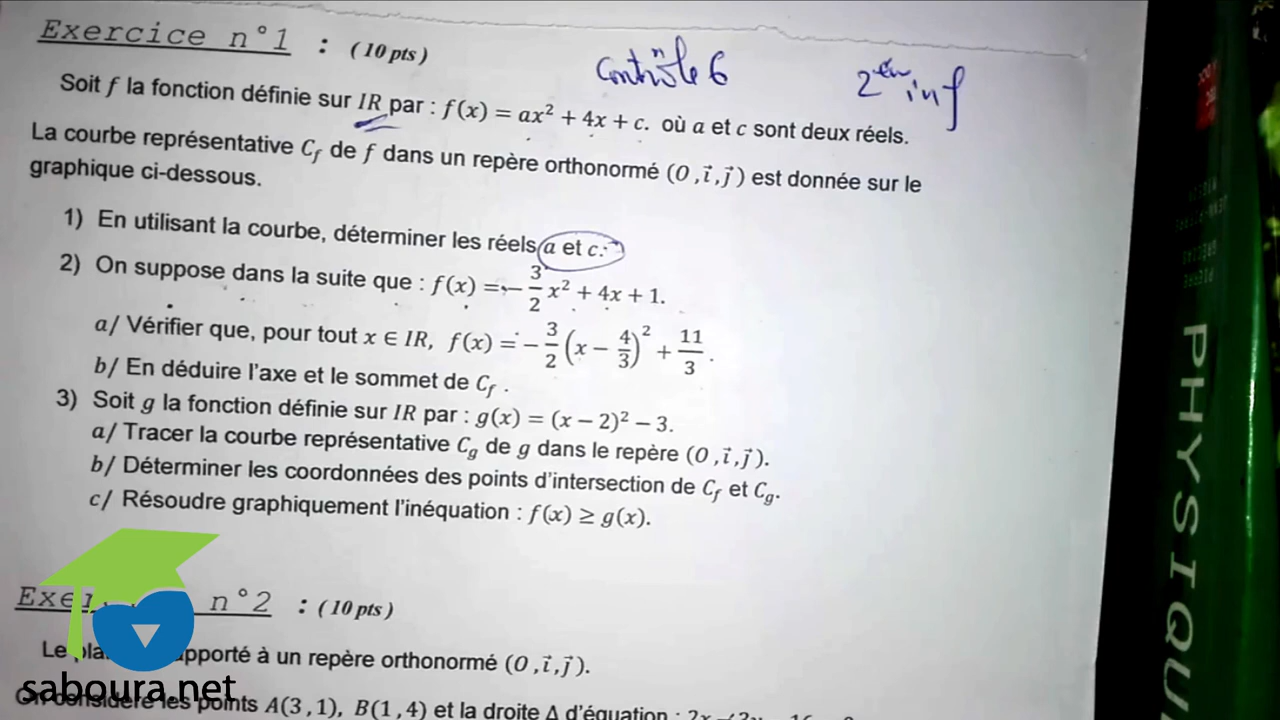 Exercice n°1 : (10 pts)
Contrôle n 6
2 inf
Soit f la fonction définie sur IR par : f(x) = ax² + 4x + c. où a et c sont deux réels.
La courbe représentative C_f de f dans un repère orthonormé (O ,i⃗ ,j⃗ ) est donnée sur le
graphique ci-dessous.
1) En utilisant la courbe, déterminer les réels a et c.
2) On suppose dans la suite que : f(x) = −3/2 x² + 4x + 1.
a/ Vérifier que, pour tout x ∈ IR, f(x) = −3/2 (x − 4/3)² + 11/3 .
b/ En déduire l'axe et le sommet de C_f .
3) Soit g la fonction définie sur IR par : g(x) = (x − 2)² − 3.
a/ Tracer la courbe représentative C_g de g dans le repère (O ,i⃗ ,j⃗ ).
b/ Déterminer les coordonnées des points d'intersection de C_f et C_g.
c/ Résoudre graphiquement l'inéquation : f(x) ≥ g(x).
n°2 : (10 pts)
Le rapporté à un repère orthonormé (O ,i⃗ ,j⃗ ).
saboura.net
On considère les points A(3 , 1), B(1 , 4) et la droite Δ d'équation :
PHYSIQU